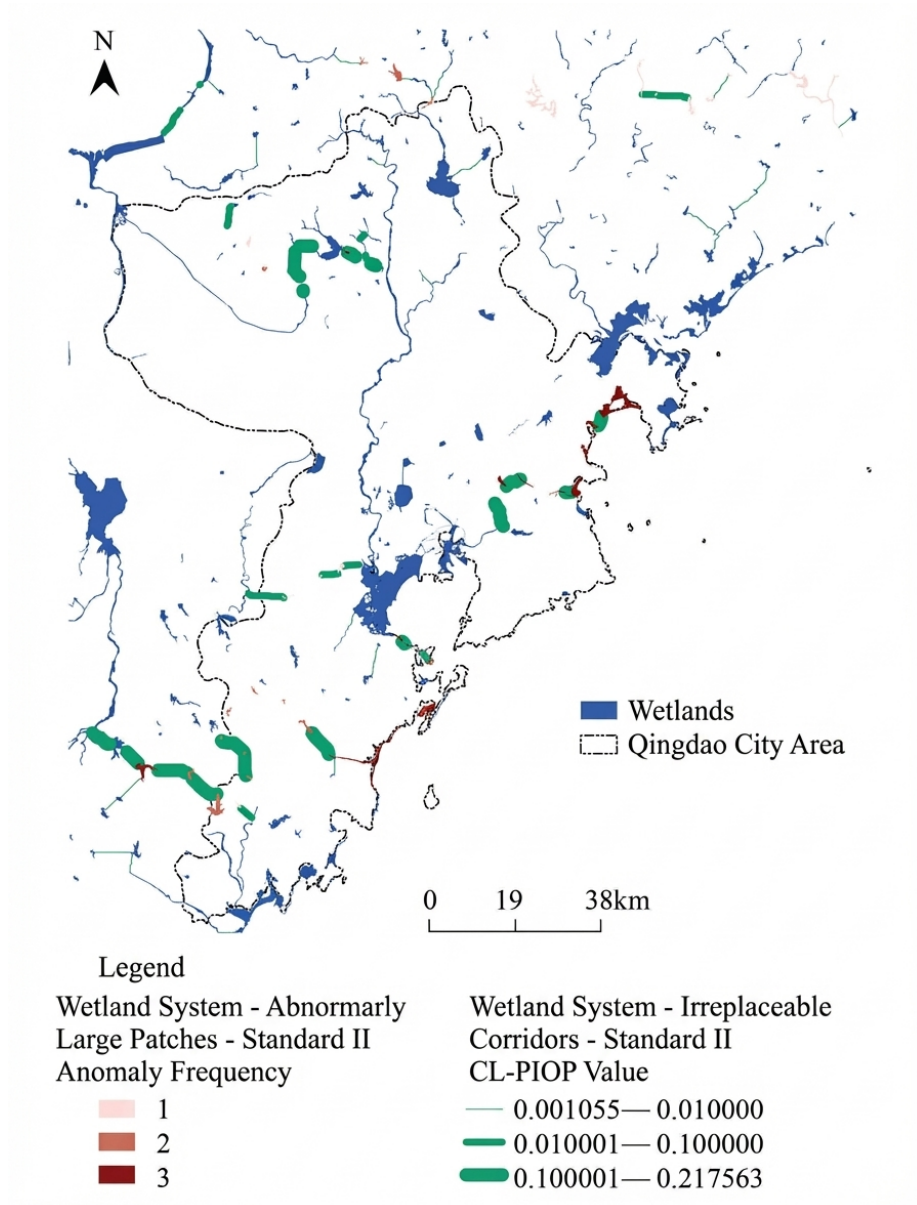 N
Wetlands
Qingdao City Area
0 19 38km
Legend
Wetland System - Abnormarly
Large Patches - Standard II
Anomaly Frequency
1
2
3
Wetland System - Irreplaceable
Corridors - Standard II
CL-PIOP Value
0.001055— 0.010000
0.010001— 0.100000
0.100001— 0.217563